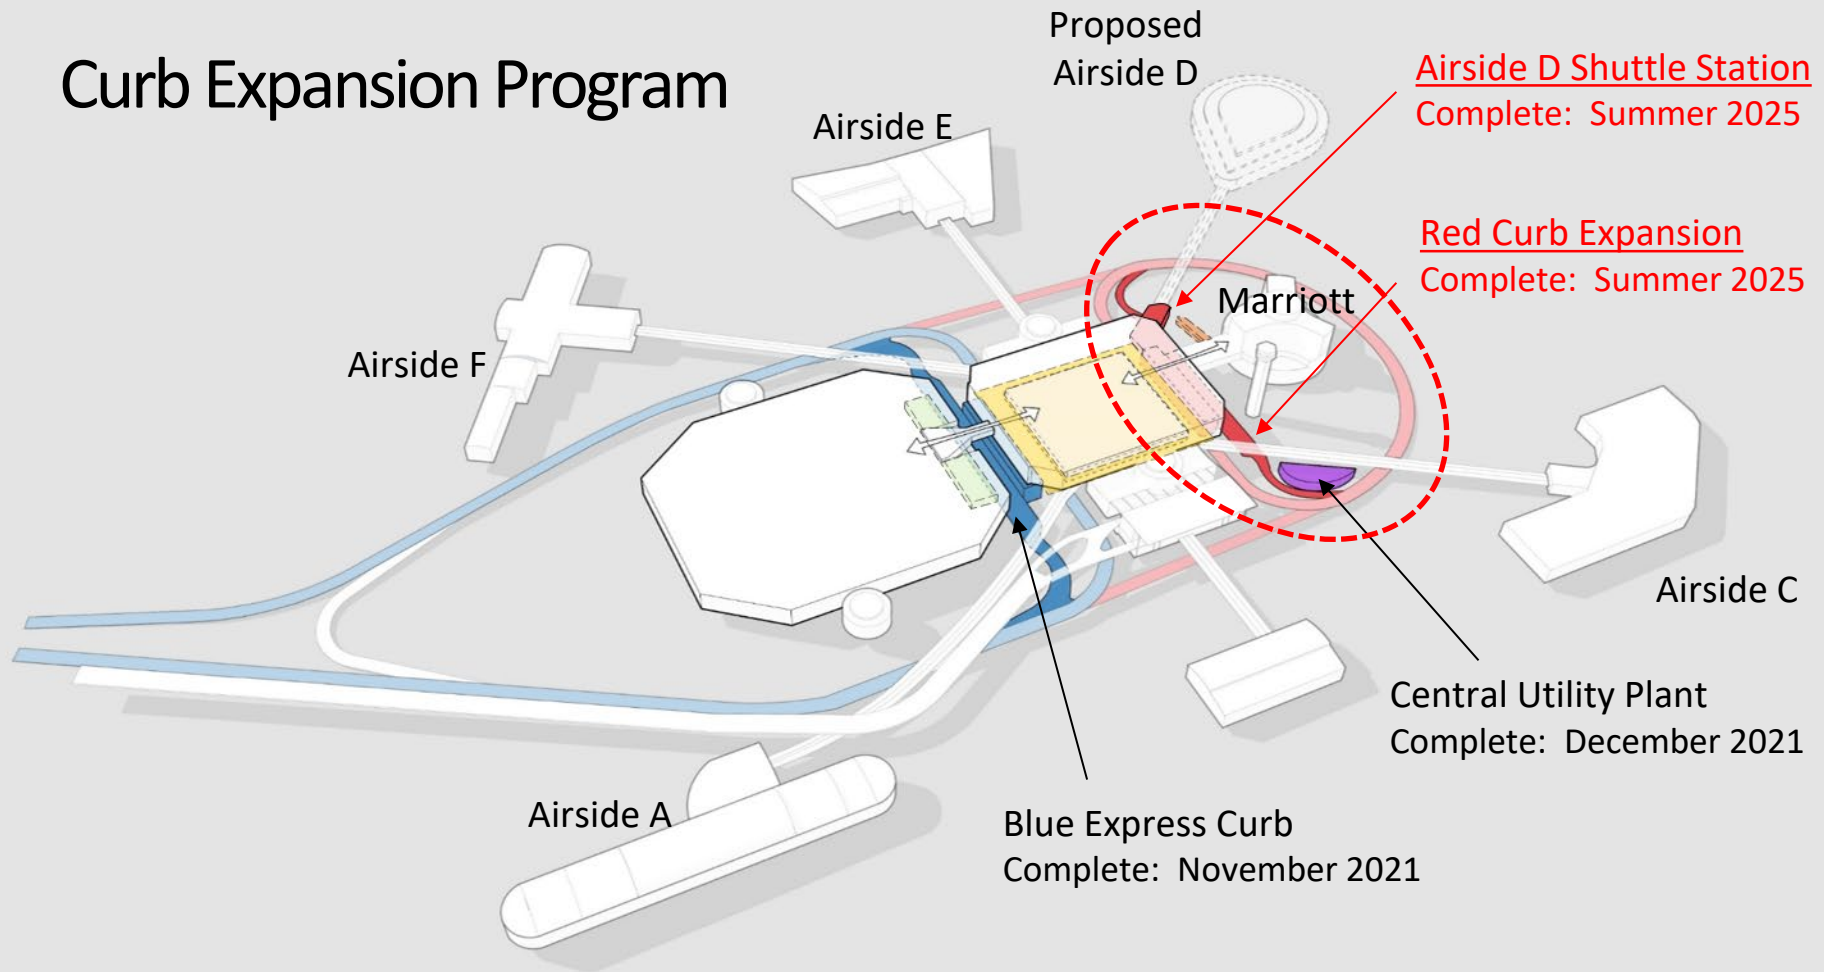 Curb Expansion Program
Proposed
Airside D
Airside D Shuttle Station
Complete:  Summer 2025
Airside E
Red Curb Expansion
Complete:  Summer 2025
Marriott
Airside F
Airside C
Central Utility Plant
Complete:  December 2021
Airside A
Blue Express Curb
Complete:  November 2021